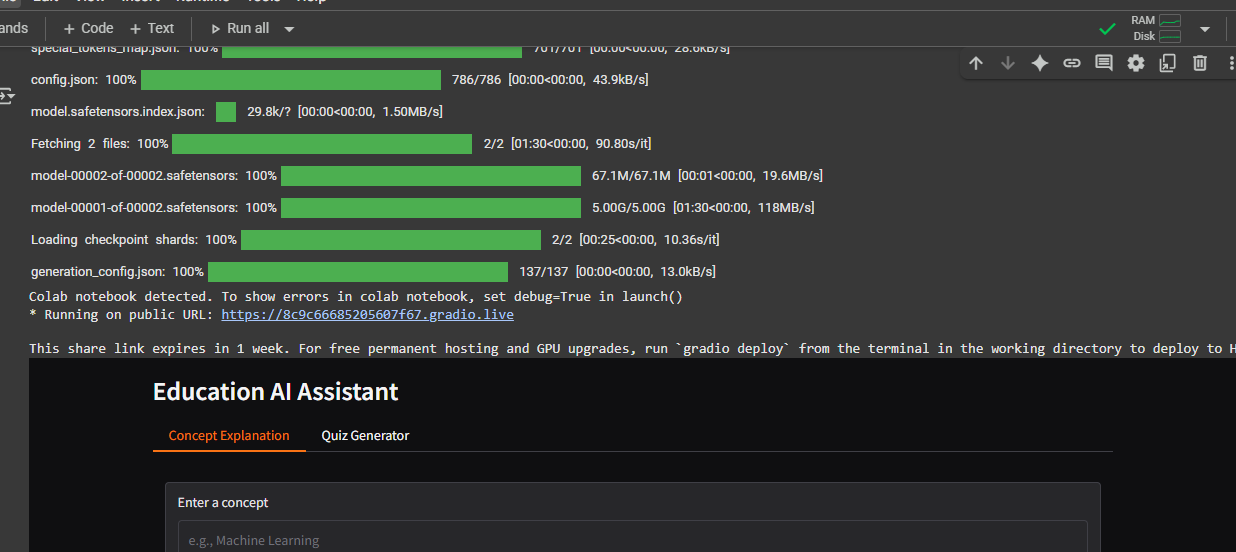 ands + Code + Text Run all RAM
Disk
special_tokens_map.json: 100% 701/701 [00:00<00:00, 28.6kB/s]
config.json: 100% 786/786 [00:00<00:00, 43.9kB/s]
model.safetensors.index.json: 29.8k/? [00:00<00:00, 1.50MB/s]
Fetching 2 files: 100% 2/2 [01:30<00:00, 90.80s/it]
model-00002-of-00002.safetensors: 100% 67.1M/67.1M [00:01<00:00, 19.6MB/s]
model-00001-of-00002.safetensors: 100% 5.00G/5.00G [01:30<00:00, 118MB/s]
Loading checkpoint shards: 100% 2/2 [00:25<00:00, 10.36s/it]
generation_config.json: 100% 137/137 [00:00<00:00, 13.0kB/s]
Colab notebook detected. To show errors in colab notebook, set debug=True in launch()
* Running on public URL: https://8c9c66685205607f67.gradio.live
This share link expires in 1 week. For free permanent hosting and GPU upgrades, run `gradio deploy` from the terminal in the working directory to deploy to H
Education AI Assistant
Concept Explanation Quiz Generator
Enter a concept
e.g., Machine Learning